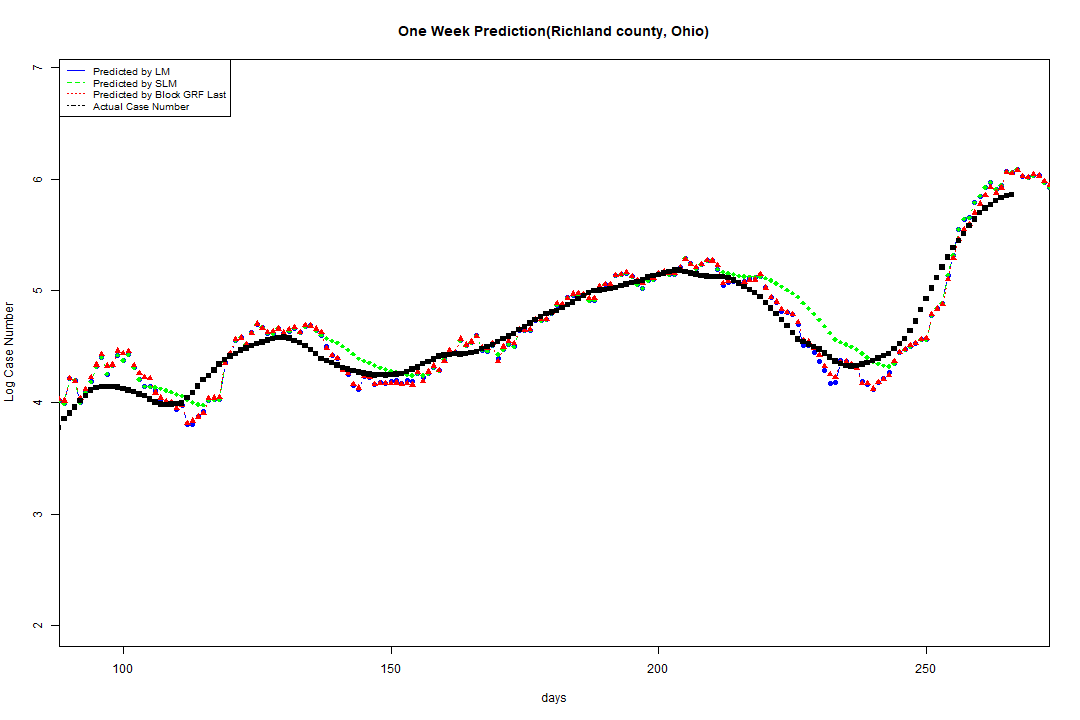 One Week Prediction(Richland county, Ohio)
Predicted by LM
Predicted by SLM
Predicted by Block GRF Last
Actual Case Number
7
6
5
4
3
2
Log Case Number
100 150 200 250
days